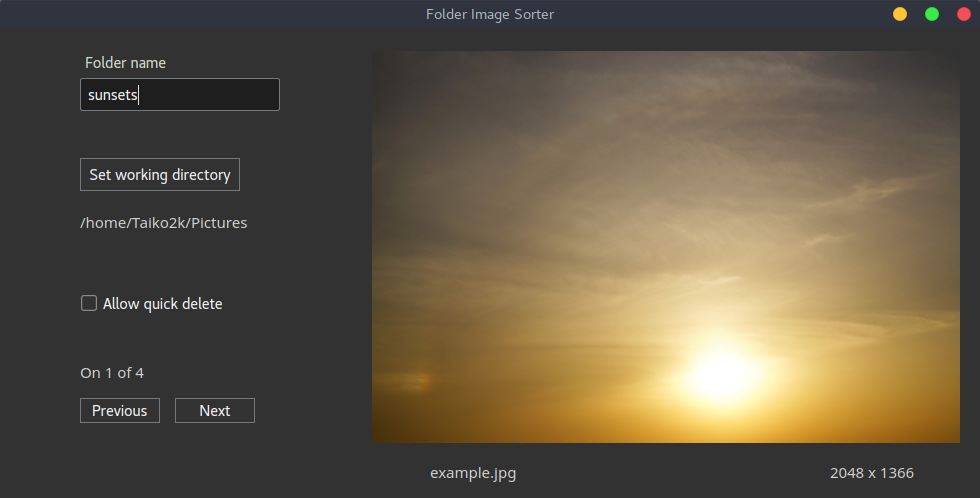 Folder Image Sorter
Folder name
sunsets
Set working directory
/home/Taiko2k/Pictures
Allow quick delete
On 1 of 4
Previous
Next
example.jpg
2048 x 1366